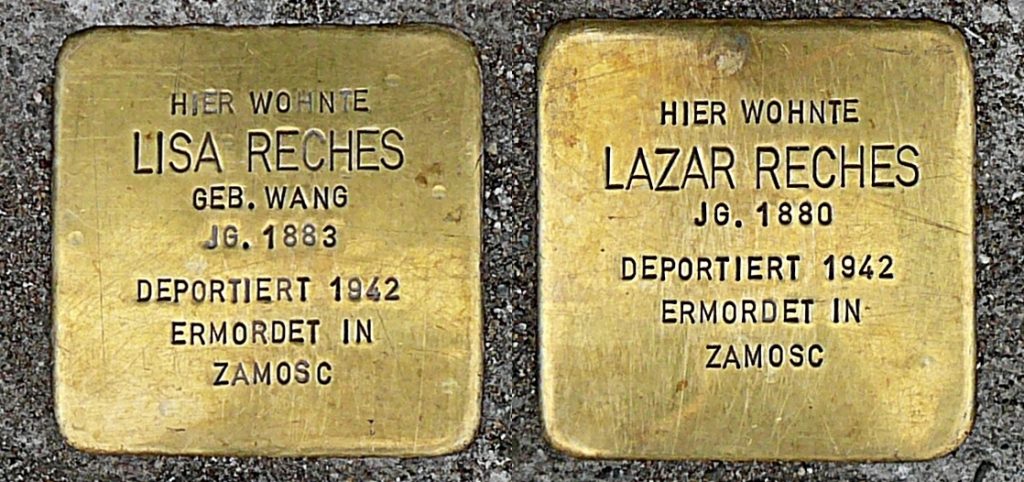 HIER WOHNTE
LISA RECHES
GEB. WANG
JG. 1883
DEPORTIERT 1942
ERMORDET IN
ZAMOSC
HIER WOHNTE
LAZAR RECHES
JG. 1880
DEPORTIERT 1942
ERMORDET IN
ZAMOSC